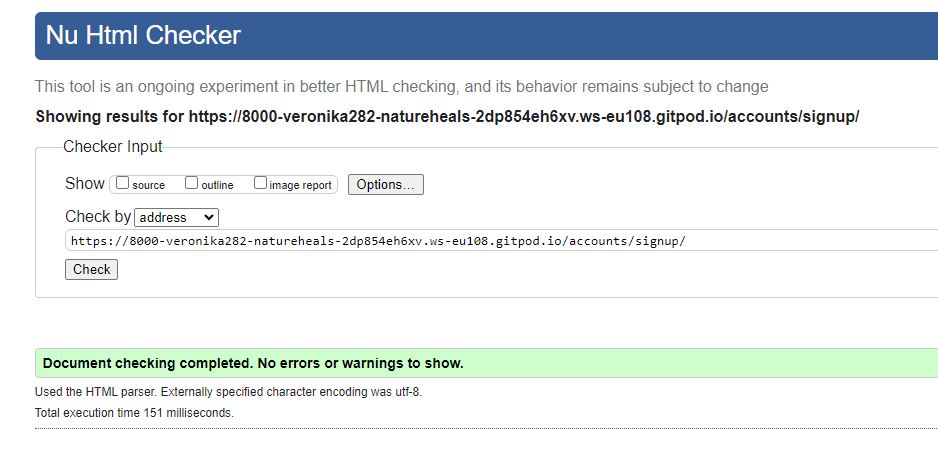 Nu Html Checker
This tool is an ongoing experiment in better HTML checking, and its behavior remains subject to change
Showing results for https://8000-veronika282-natureheals-2dp854eh6xv.ws-eu108.gitpod.io/accounts/signup/
Checker Input
Show source outline image report Options...
Check by address
https://8000-veronika282-natureheals-2dp854eh6xv.ws-eu108.gitpod.io/accounts/signup/
Check
Document checking completed. No errors or warnings to show.
Used the HTML parser. Externally specified character encoding was utf-8.
Total execution time 151 milliseconds.